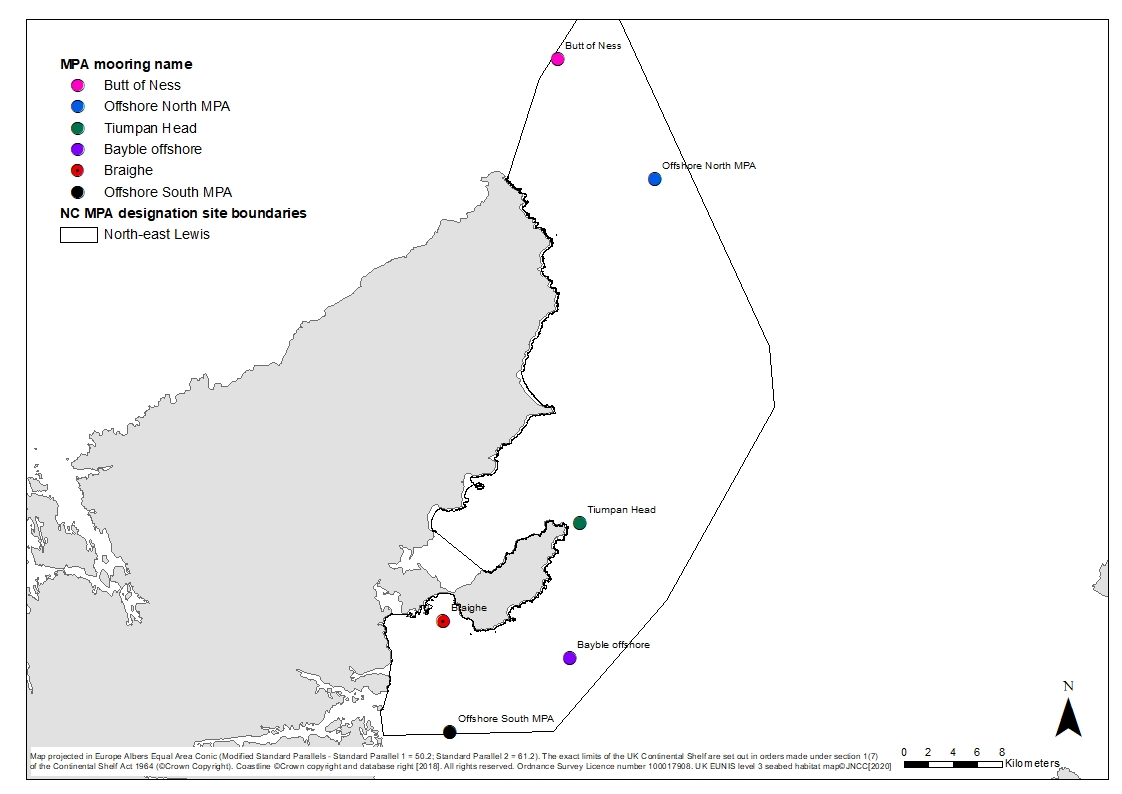 Butt of Ness
MPA mooring name
Butt of Ness
Offshore North MPA
Tiumpan Head
Bayble offshore
Braighe
Offshore South MPA
NC MPA designation site boundaries
North-east Lewis
Offshore North MPA
Tiumpan Head
Braighe
Bayble offshore
Offshore South MPA
N
0 2 4 6 8
Kilometers
Map projected in Europe Albers Equal Area Conic (Modified Standard Parallels - Standard Parallel 1 = 50.2; Standard Parallel 2 = 61.2). The exact limits of the UK Continental Shelf are set out in orders made under section 1(7)
of the Continental Shelf Act 1964 (©Crown Copyright). Coastline ©Crown copyright and database right [2018]. All rights reserved. Ordnance Survey Licence number 100017908. UK EUNIS level 3 seabed habitat map©JNCC[2020]